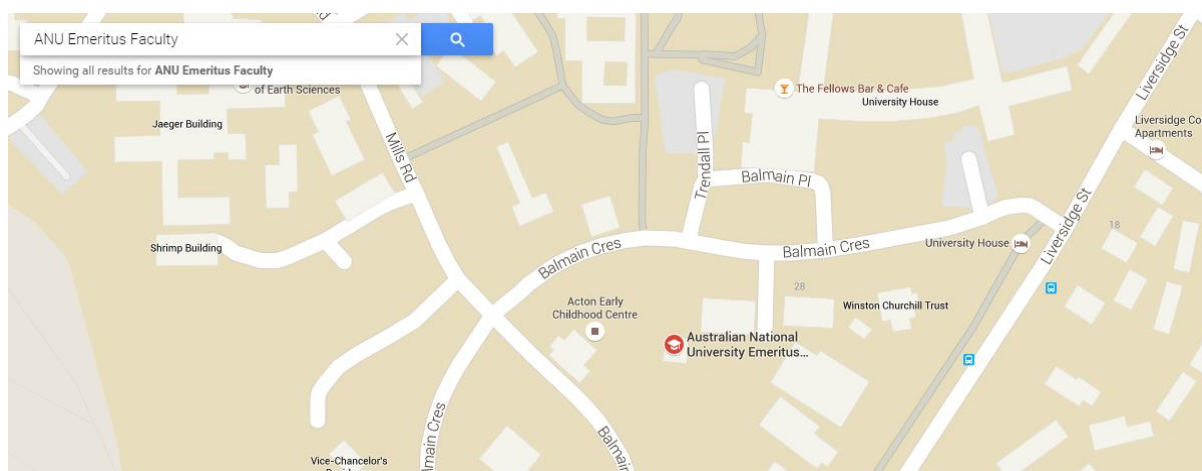 ANU Emeritus Faculty
Showing all results for ANU Emeritus Faculty
of Earth Sciences
Jaeger Building
Mills Rd
Shrimp Building
The Fellows Bar & Cafe
University House
Trendall Pl
Balmain Pl
Liversidge St
Liversidge Co
Apartments
Balmain Cres
Balmain Cres
University House
Liversidge St
18
28
Acton Early
Childhood Centre
Winston Churchill Trust
Australian National
University Emeritus...
lmain Cres
Balmain
Vice-Chancelor's